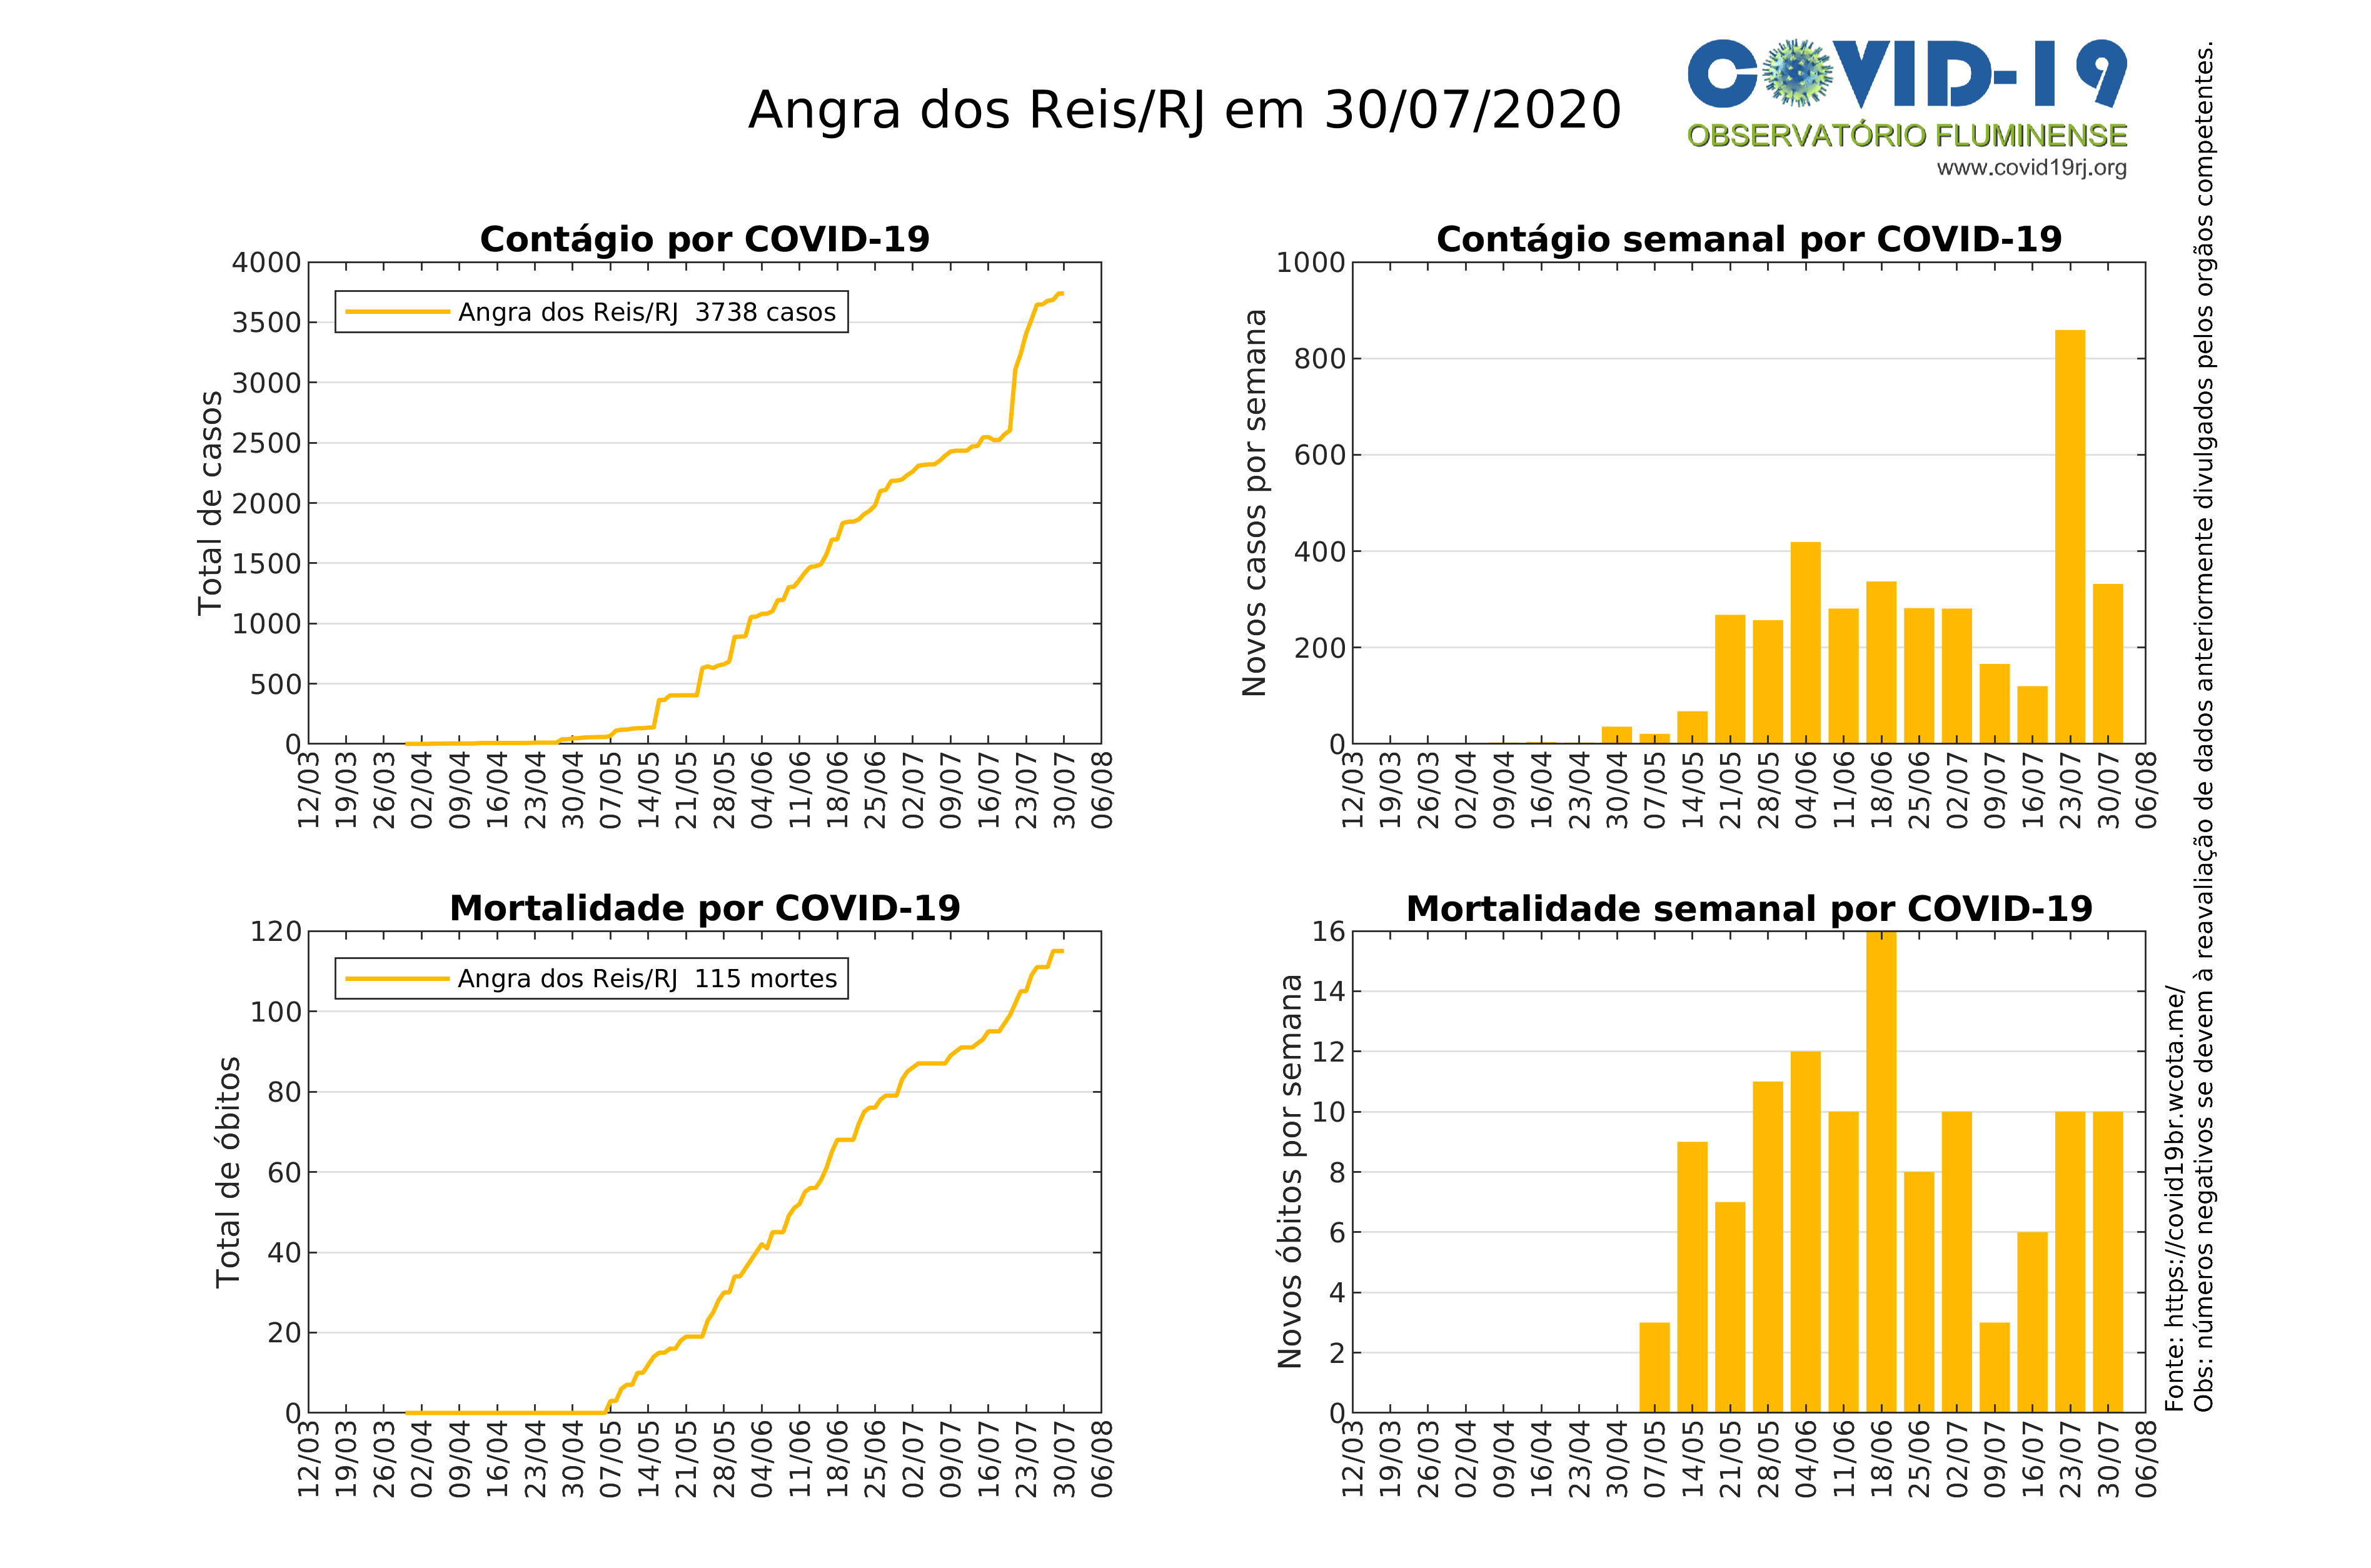 Angra dos Reis/RJ em 30/07/2020
COVID-19
OBSERVATÓRIO FLUMINENSE
www.covid19rj.org
Contágio por COVID-19
Total de casos
4000
3500
3000
2500
2000
1500
1000
500
0
Angra dos Reis/RJ 3738 casos
12/03 19/03 26/03 02/04 09/04 16/04 23/04 30/04 07/05 14/05 21/05 28/05 04/06 11/06 18/06 25/06 02/07 09/07 16/07 23/07 30/07 06/08
Contágio semanal por COVID-19
Novos casos por semana
1000
800
600
400
200
0
12/03 19/03 26/03 02/04 09/04 16/04 23/04 30/04 07/05 14/05 21/05 28/05 04/06 11/06 18/06 25/06 02/07 09/07 16/07 23/07 30/07 06/08
Mortalidade por COVID-19
Total de óbitos
120
100
80
60
40
20
0
Angra dos Reis/RJ 115 mortes
12/03 19/03 26/03 02/04 09/04 16/04 23/04 30/04 07/05 14/05 21/05 28/05 04/06 11/06 18/06 25/06 02/07 09/07 16/07 23/07 30/07 06/08
Mortalidade semanal por COVID-19
Novos óbitos por semana
16
14
12
10
8
6
4
2
0
12/03 19/03 26/03 02/04 09/04 16/04 23/04 30/04 07/05 14/05 21/05 28/05 04/06 11/06 18/06 25/06 02/07 09/07 16/07 23/07 30/07 06/08
Fonte: https://covid19br.wcota.me/
Obs: números negativos se devem à reavaliação de dados anteriormente divulgados pelos orgãos competentes.